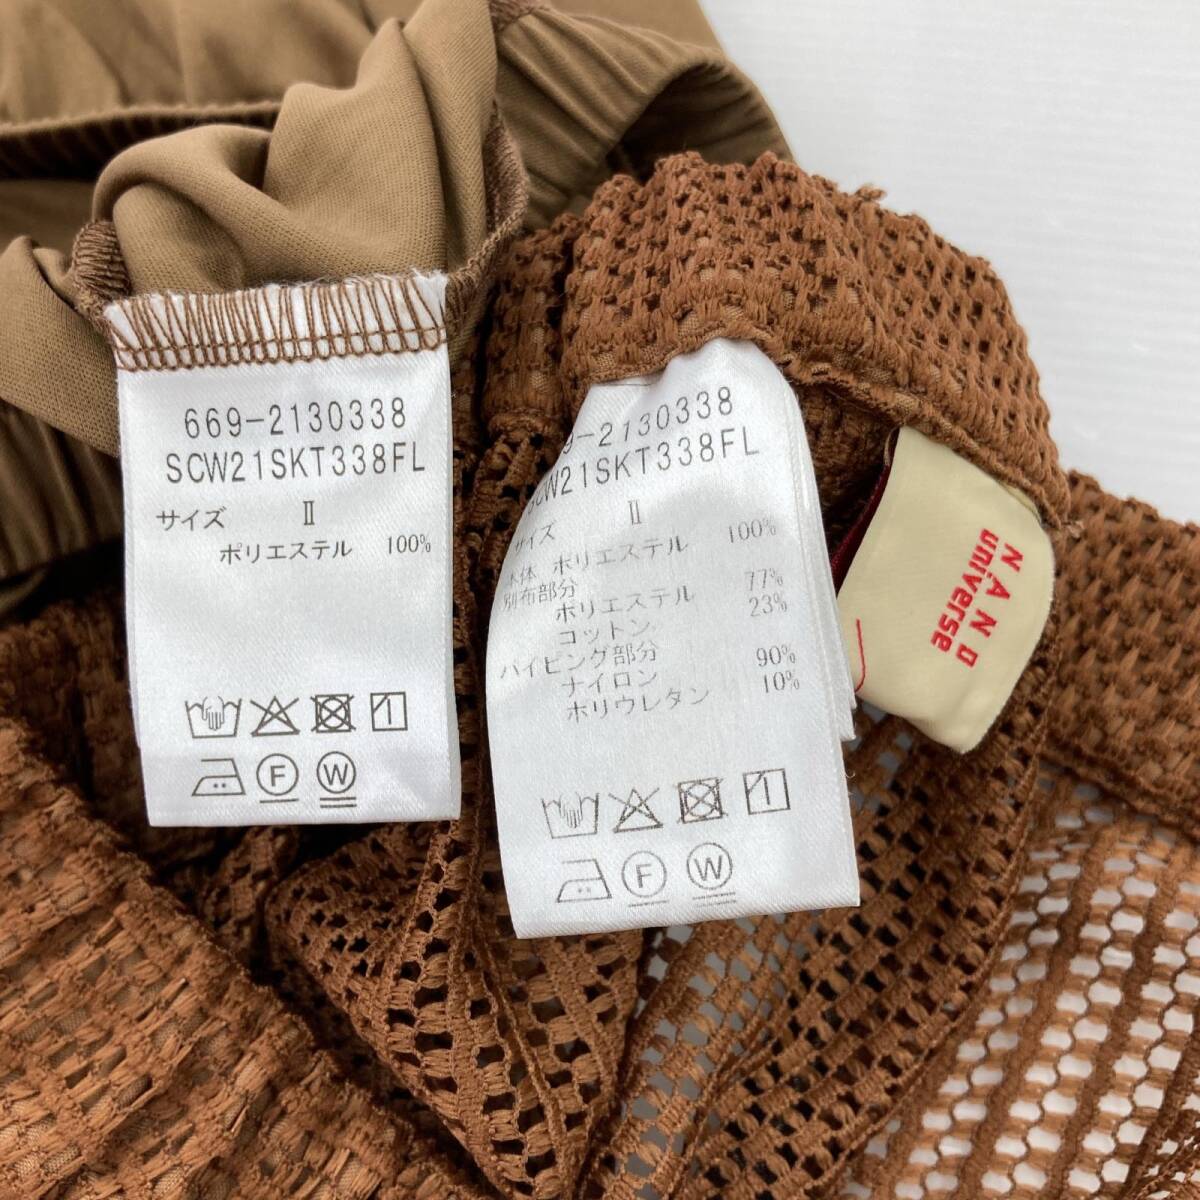 669-2130338
SCW21SKT338FL
サイズ Ⅱ
ポリエステル 100%
F W
9-2130338
SCW21SKT338FL
サイズ Ⅱ
本体 ポリエステル 100%
別布部分
ポリエステル 77%
コットン 23%
パイピング部分
ナイロン 90%
ポリウレタン 10%
F W
NÄNO
universe